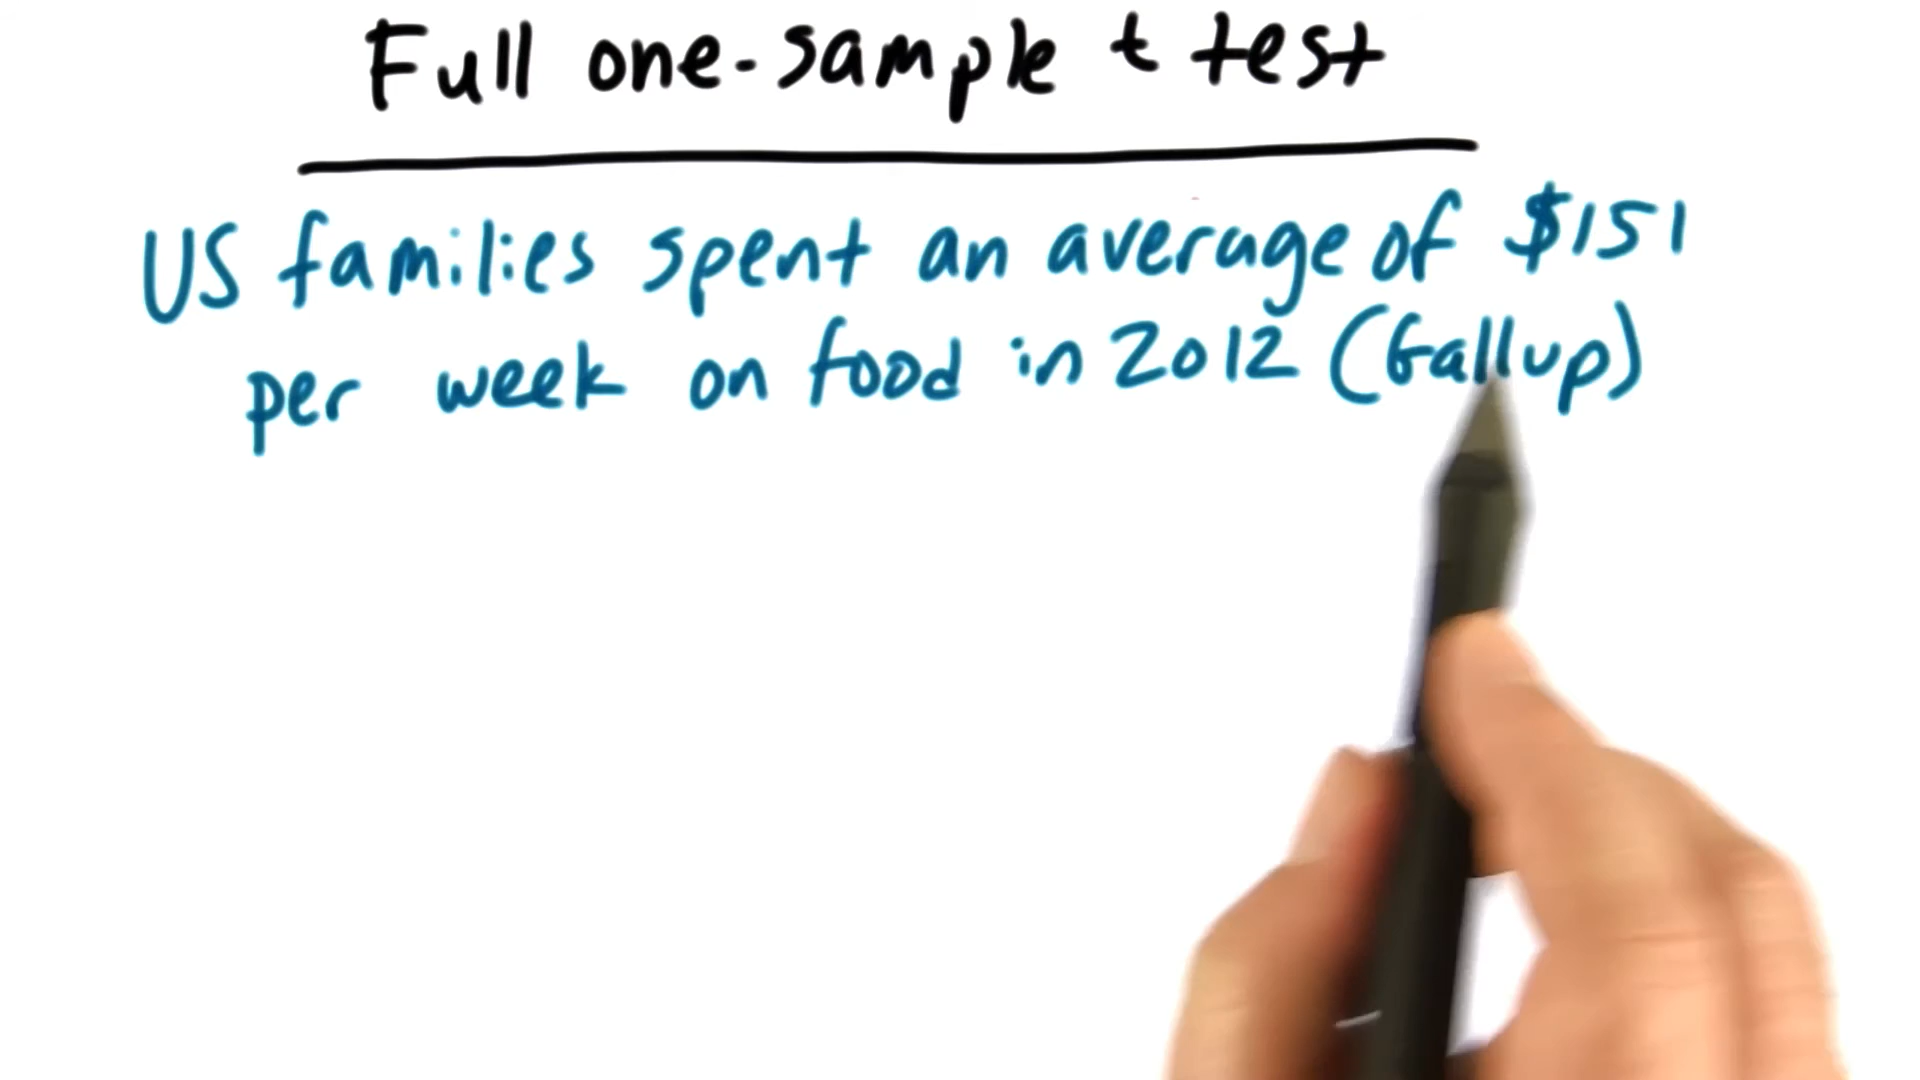 Full one-sample t test
US families spent an average of $151
per week on food in 2012 (Gallup)